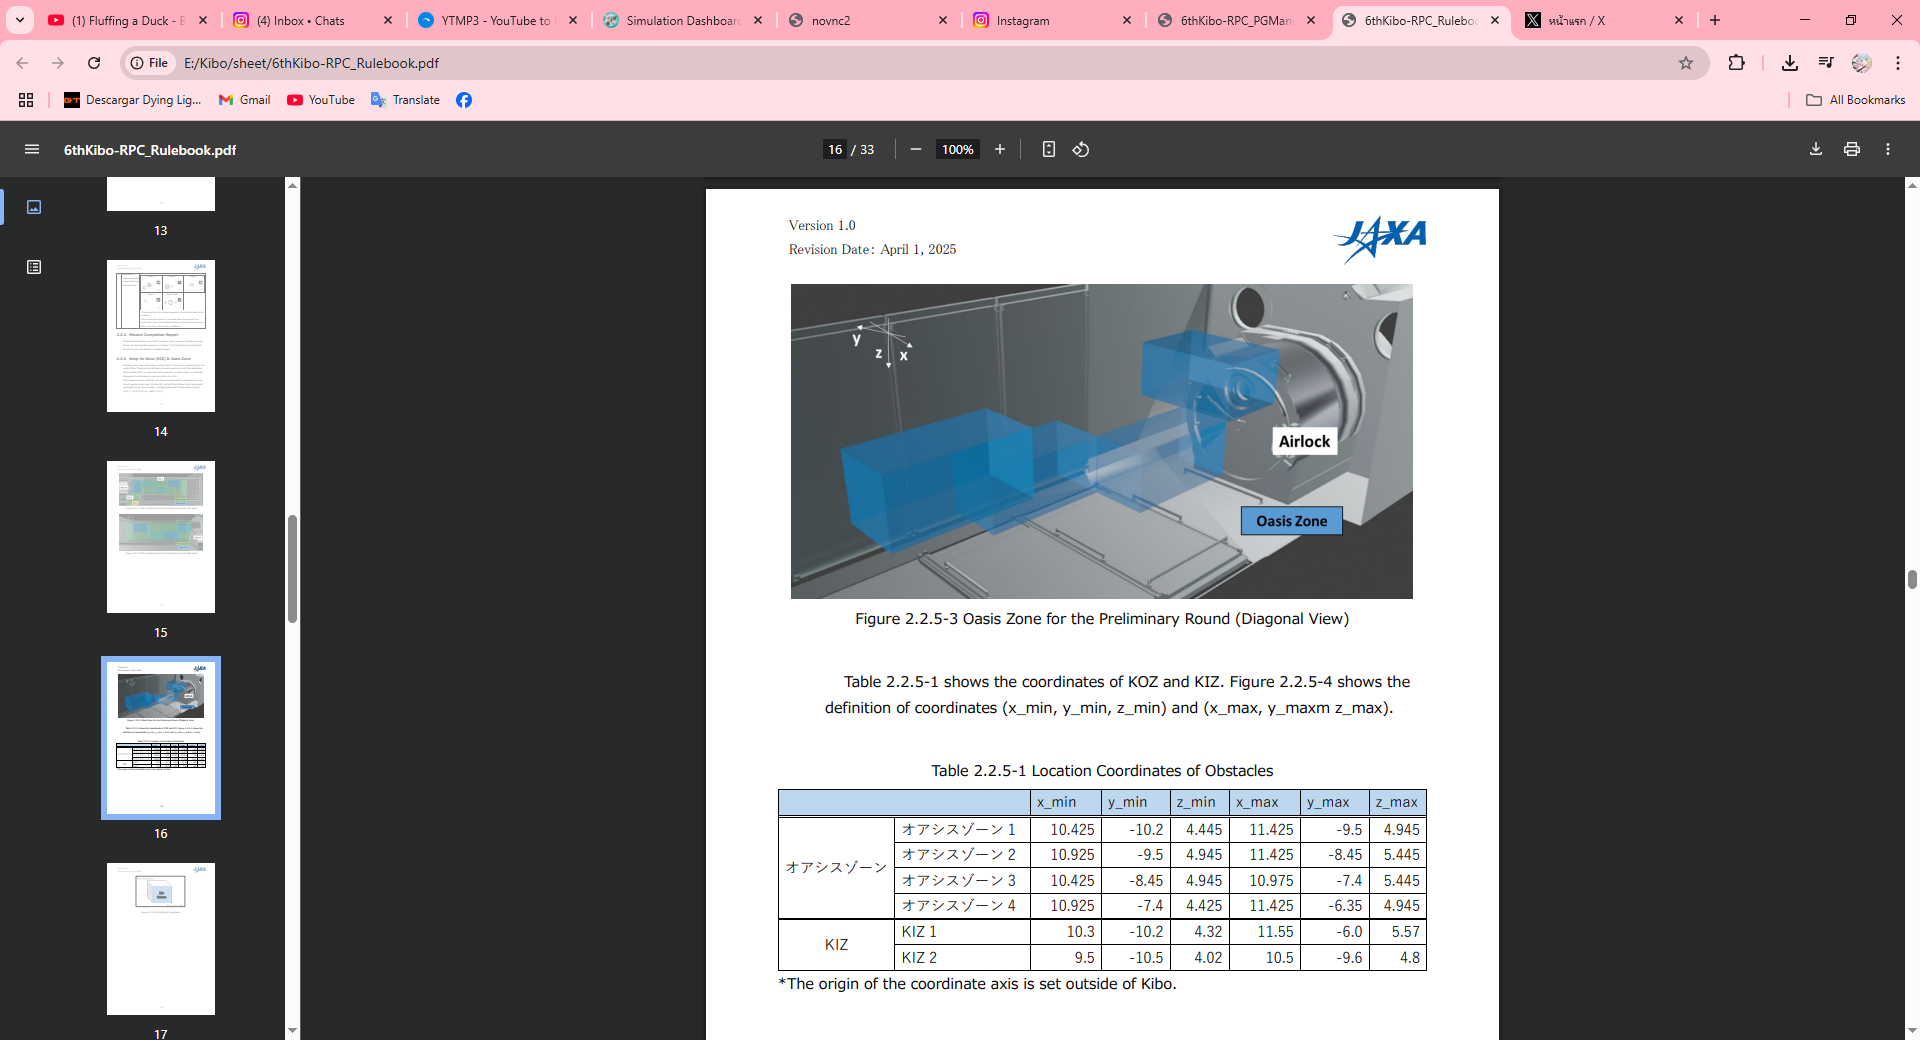 (1) Fluffing a Duck - B
(4) Inbox • Chats
YTMP3 - YouTube to
Simulation Dashboard
novnc2
Instagram
6thKibo-RPC_PGMan
6thKibo-RPC_Ruleboo
หน้าแรก / X
File
E:/Kibo/sheet/6thKibo-RPC_Rulebook.pdf
Descargar Dying Lig...
Gmail
YouTube
Translate
All Bookmarks
6thKibo-RPC_Rulebook.pdf
16 / 33
100%
13
14
15
16
17
Version 1.0
Revision Date: April 1, 2025
JAXA
y
z
x
Airlock
Oasis Zone
Figure 2.2.5-3 Oasis Zone for the Preliminary Round (Diagonal View)
Table 2.2.5-1 shows the coordinates of KOZ and KIZ. Figure 2.2.5-4 shows the
definition of coordinates (x_min, y_min, z_min) and (x_max, y_maxm z_max).
Table 2.2.5-1 Location Coordinates of Obstacles
x_min y_min z_min x_max y_max z_max
オアシスゾーン
オアシスゾーン 1 10.425 -10.2 4.445 11.425 -9.5 4.945
オアシスゾーン 2 10.925 -9.5 4.945 11.425 -8.45 5.445
オアシスゾーン 3 10.425 -8.45 4.945 10.975 -7.4 5.445
オアシスゾーン 4 10.925 -7.4 4.425 11.425 -6.35 4.945
KIZ
KIZ 1 10.3 -10.2 4.32 11.55 -6.0 5.57
KIZ 2 9.5 -10.5 4.02 10.5 -9.6 4.8
*The origin of the coordinate axis is set outside of Kibo.